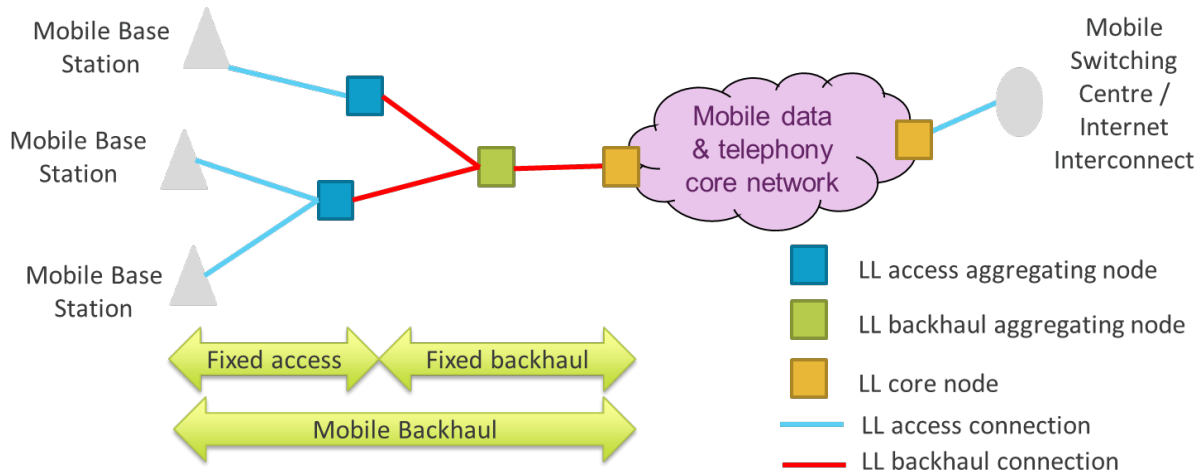 Mobile Base
Station
Mobile Base
Station
Mobile Base
Station
Mobile data
& telephony
core network
Mobile
Switching
Centre /
Internet
Interconnect
LL access aggregating node
LL backhaul aggregating node
LL core node
LL access connection
LL backhaul connection
Fixed access
Fixed backhaul
Mobile Backhaul